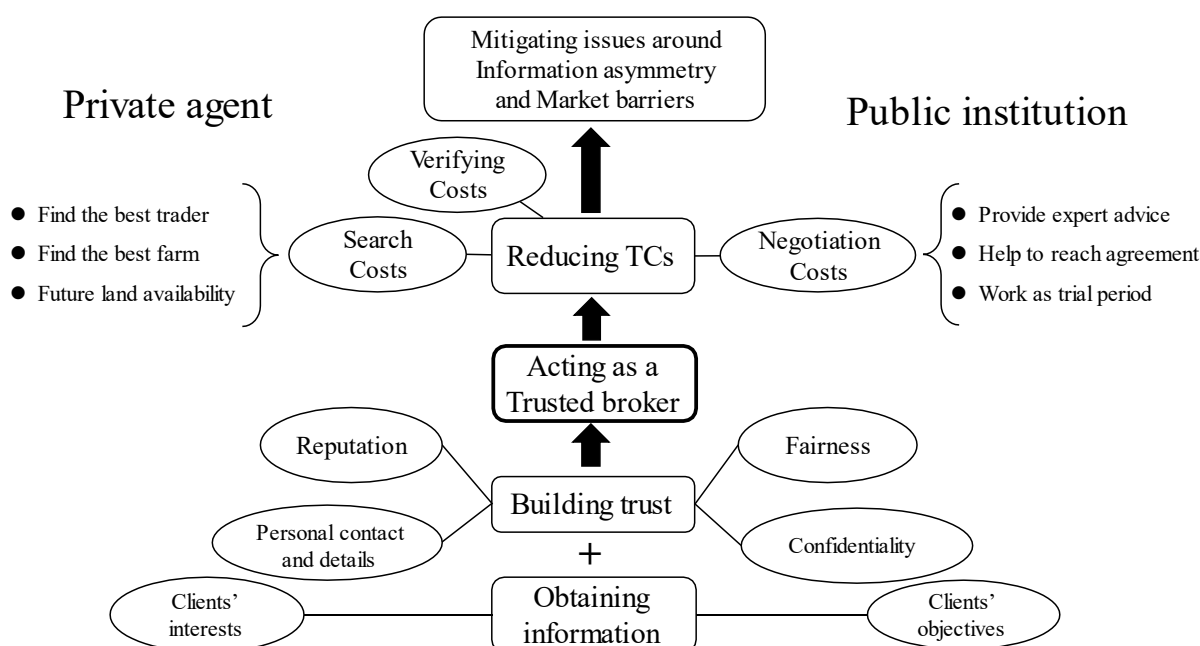 Mitigating issues around
Information asymmetry
and Market barriers
Private agent
Public institution
Verifying
Costs
● Find the best trader
● Find the best farm
● Future land availability
Search
Costs
Reducing TCs
Negotiation
Costs
● Provide expert advice
● Help to reach agreement
● Work as trial period
Acting as a
Trusted broker
Reputation
Fairness
Building trust
Personal contact
and details
Confidentiality
+
Clients'
interests
Obtaining
information
Clients'
objectives